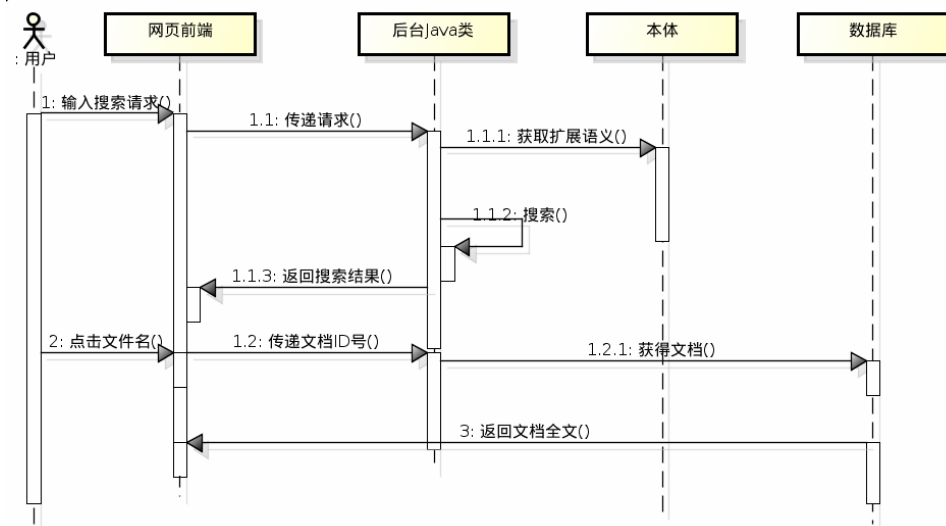 网页前端
后台Java类
本体
数据库
: 用户
1: 输入搜索请求()
1.1: 传递请求()
1.1.1: 获取扩展语义()
1.1.2: 搜索()
1.1.3: 返回搜索结果()
2: 点击文件名()
1.2: 传递文档ID号()
1.2.1: 获得文档()
3: 返回文档全文()